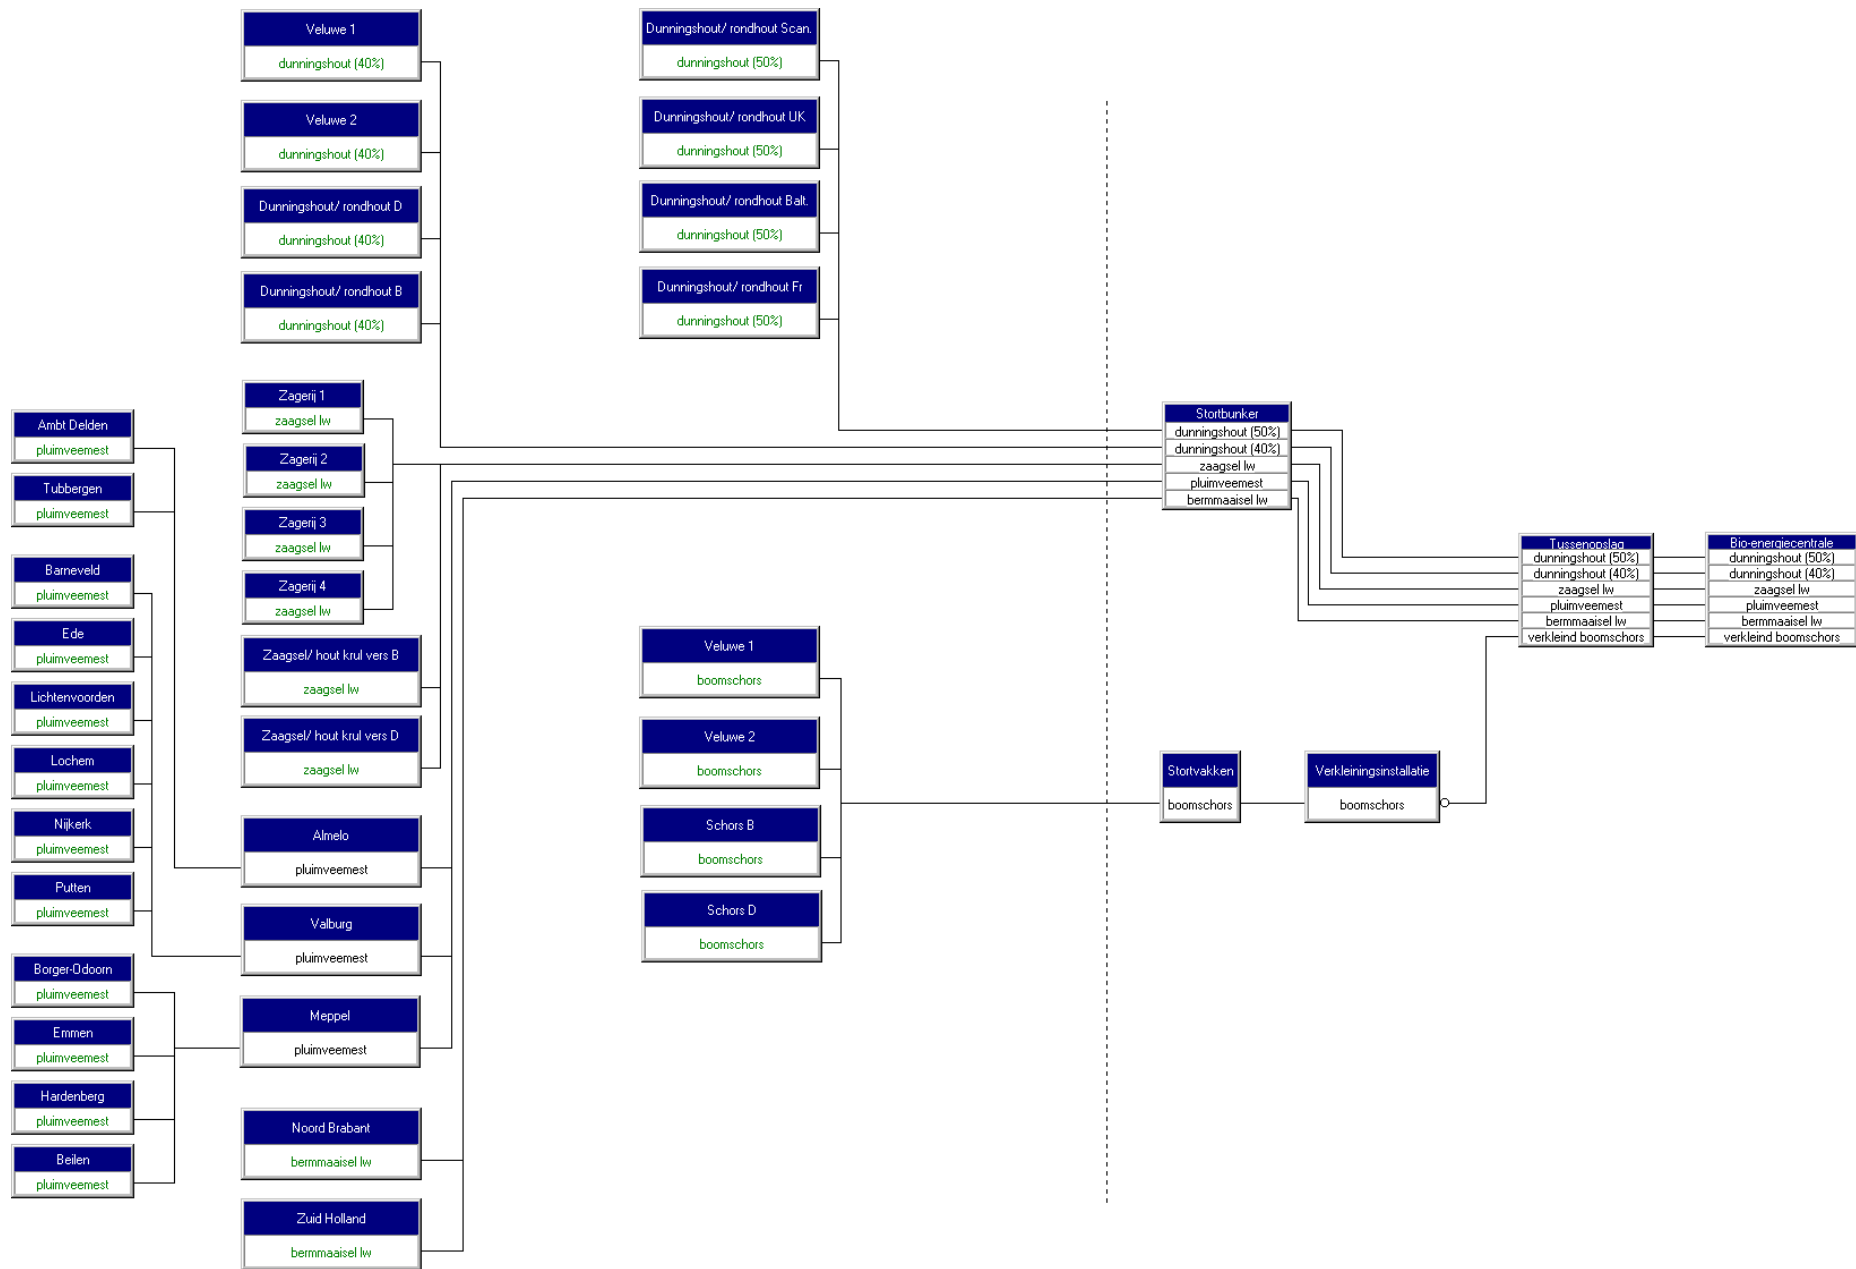 Veluwe 1
dunningshout (40%)
Veluwe 2
dunningshout (40%)
Dunningshout/ rondhout D
dunningshout (40%)
Dunningshout/ rondhout B
dunningshout (40%)
Dunningshout/ rondhout Scan.
dunningshout (50%)
Dunningshout/ rondhout UK
dunningshout (50%)
Dunningshout/ rondhout Balt.
dunningshout (50%)
Dunningshout/ rondhout Fr
dunningshout (50%)
Ambt Delden
pluimveemest
Tubbergen
pluimveemest
Barneveld
pluimveemest
Ede
pluimveemest
Lichtenvoorden
pluimveemest
Lochem
pluimveemest
Nijkerk
pluimveemest
Putten
pluimveemest
Borger-Odoorn
pluimveemest
Emmen
pluimveemest
Hardenberg
pluimveemest
Beilen
pluimveemest
Zagerij 1
zaagsel lw
Zagerij 2
zaagsel lw
Zagerij 3
zaagsel lw
Zagerij 4
zaagsel lw
Zaagsel/ hout krul vers B
zaagsel lw
Zaagsel/ hout krul vers D
zaagsel lw
Almelo
pluimveemest
Valburg
pluimveemest
Meppel
pluimveemest
Noord Brabant
bermmaaisel lw
Zuid Holland
bermmaaisel lw
Veluwe 1
boomschors
Veluwe 2
boomschors
Schors B
boomschors
Schors D
boomschors
Stortbunker
dunningshout (50%)
dunningshout (40%)
zaagsel lw
pluimveemest
bermmaaisel lw
Stortvakken
boomschors
Verkleiningsinstallatie
boomschors
Tussenopslag
dunningshout (50%)
dunningshout (40%)
zaagsel lw
pluimveemest
bermmaaisel lw
verkleind boomschors
Bio-energiecentrale
dunningshout (50%)
dunningshout (40%)
zaagsel lw
pluimveemest
bermmaaisel lw
verkleind boomschors